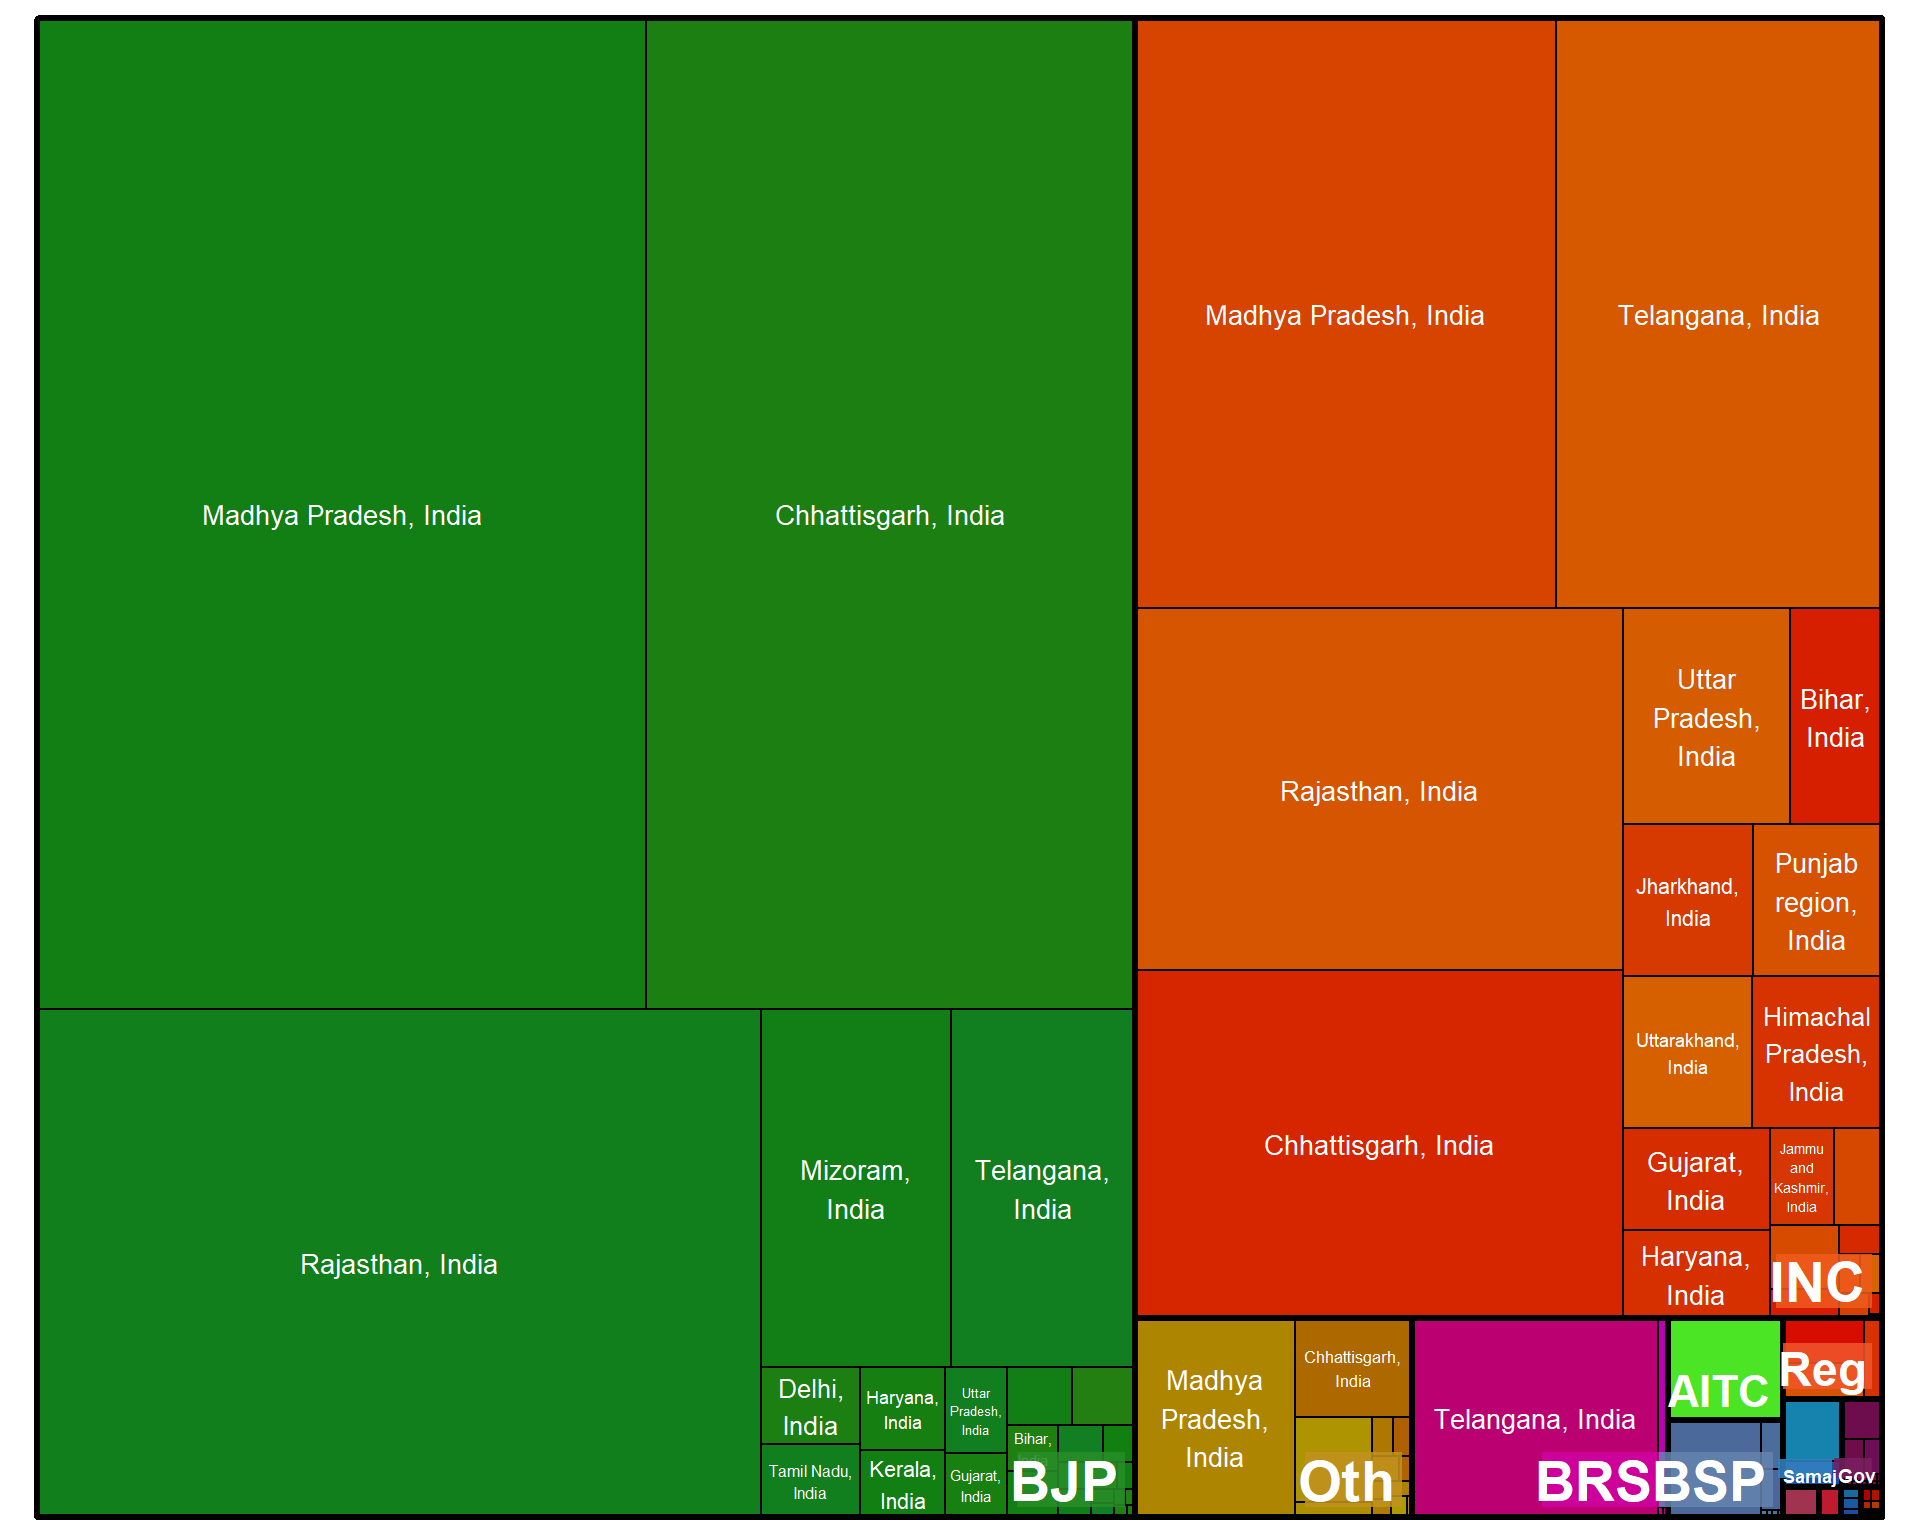 Madhya Pradesh, India
Chhattisgarh, India
Rajasthan, India
Mizoram,
India
Telangana,
India
Delhi,
India
Tamil Nadu,
India
Haryana,
India
Kerala,
India
Uttar
Pradesh,
India
Gujarat,
India
Bihar,
India
BJP
Madhya Pradesh, India
Telangana, India
Rajasthan, India
Uttar
Pradesh,
India
Bihar,
India
Jharkhand,
India
Punjab
region,
India
Chhattisgarh, India
Uttarakhand,
India
Himachal
Pradesh,
India
Gujarat,
India
Jammu
and
Kashmir,
India
Haryana,
India
INC
Madhya
Pradesh,
India
Chhattisgarh,
India
Oth
Telangana, India
BRS
BSP
AITC
Reg
Samaj
Gov